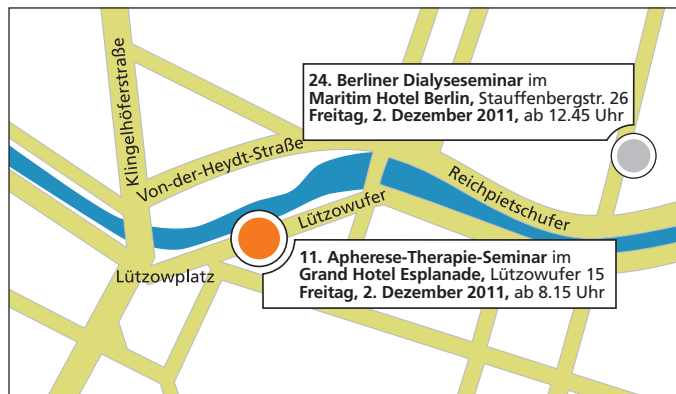 Klingelhöferstraße
24. Berliner Dialyseseminar im
Maritim Hotel Berlin, Stauffenbergstr. 26
Freitag, 2. Dezember 2011, ab 12.45 Uhr
Von-der-Heydt-Straße
Reichpietschufer
Lützowufer
Lützowplatz
11. Apherese-Therapie-Seminar im
Grand Hotel Esplanade, Lützowufer 15
Freitag, 2. Dezember 2011, ab 8.15 Uhr